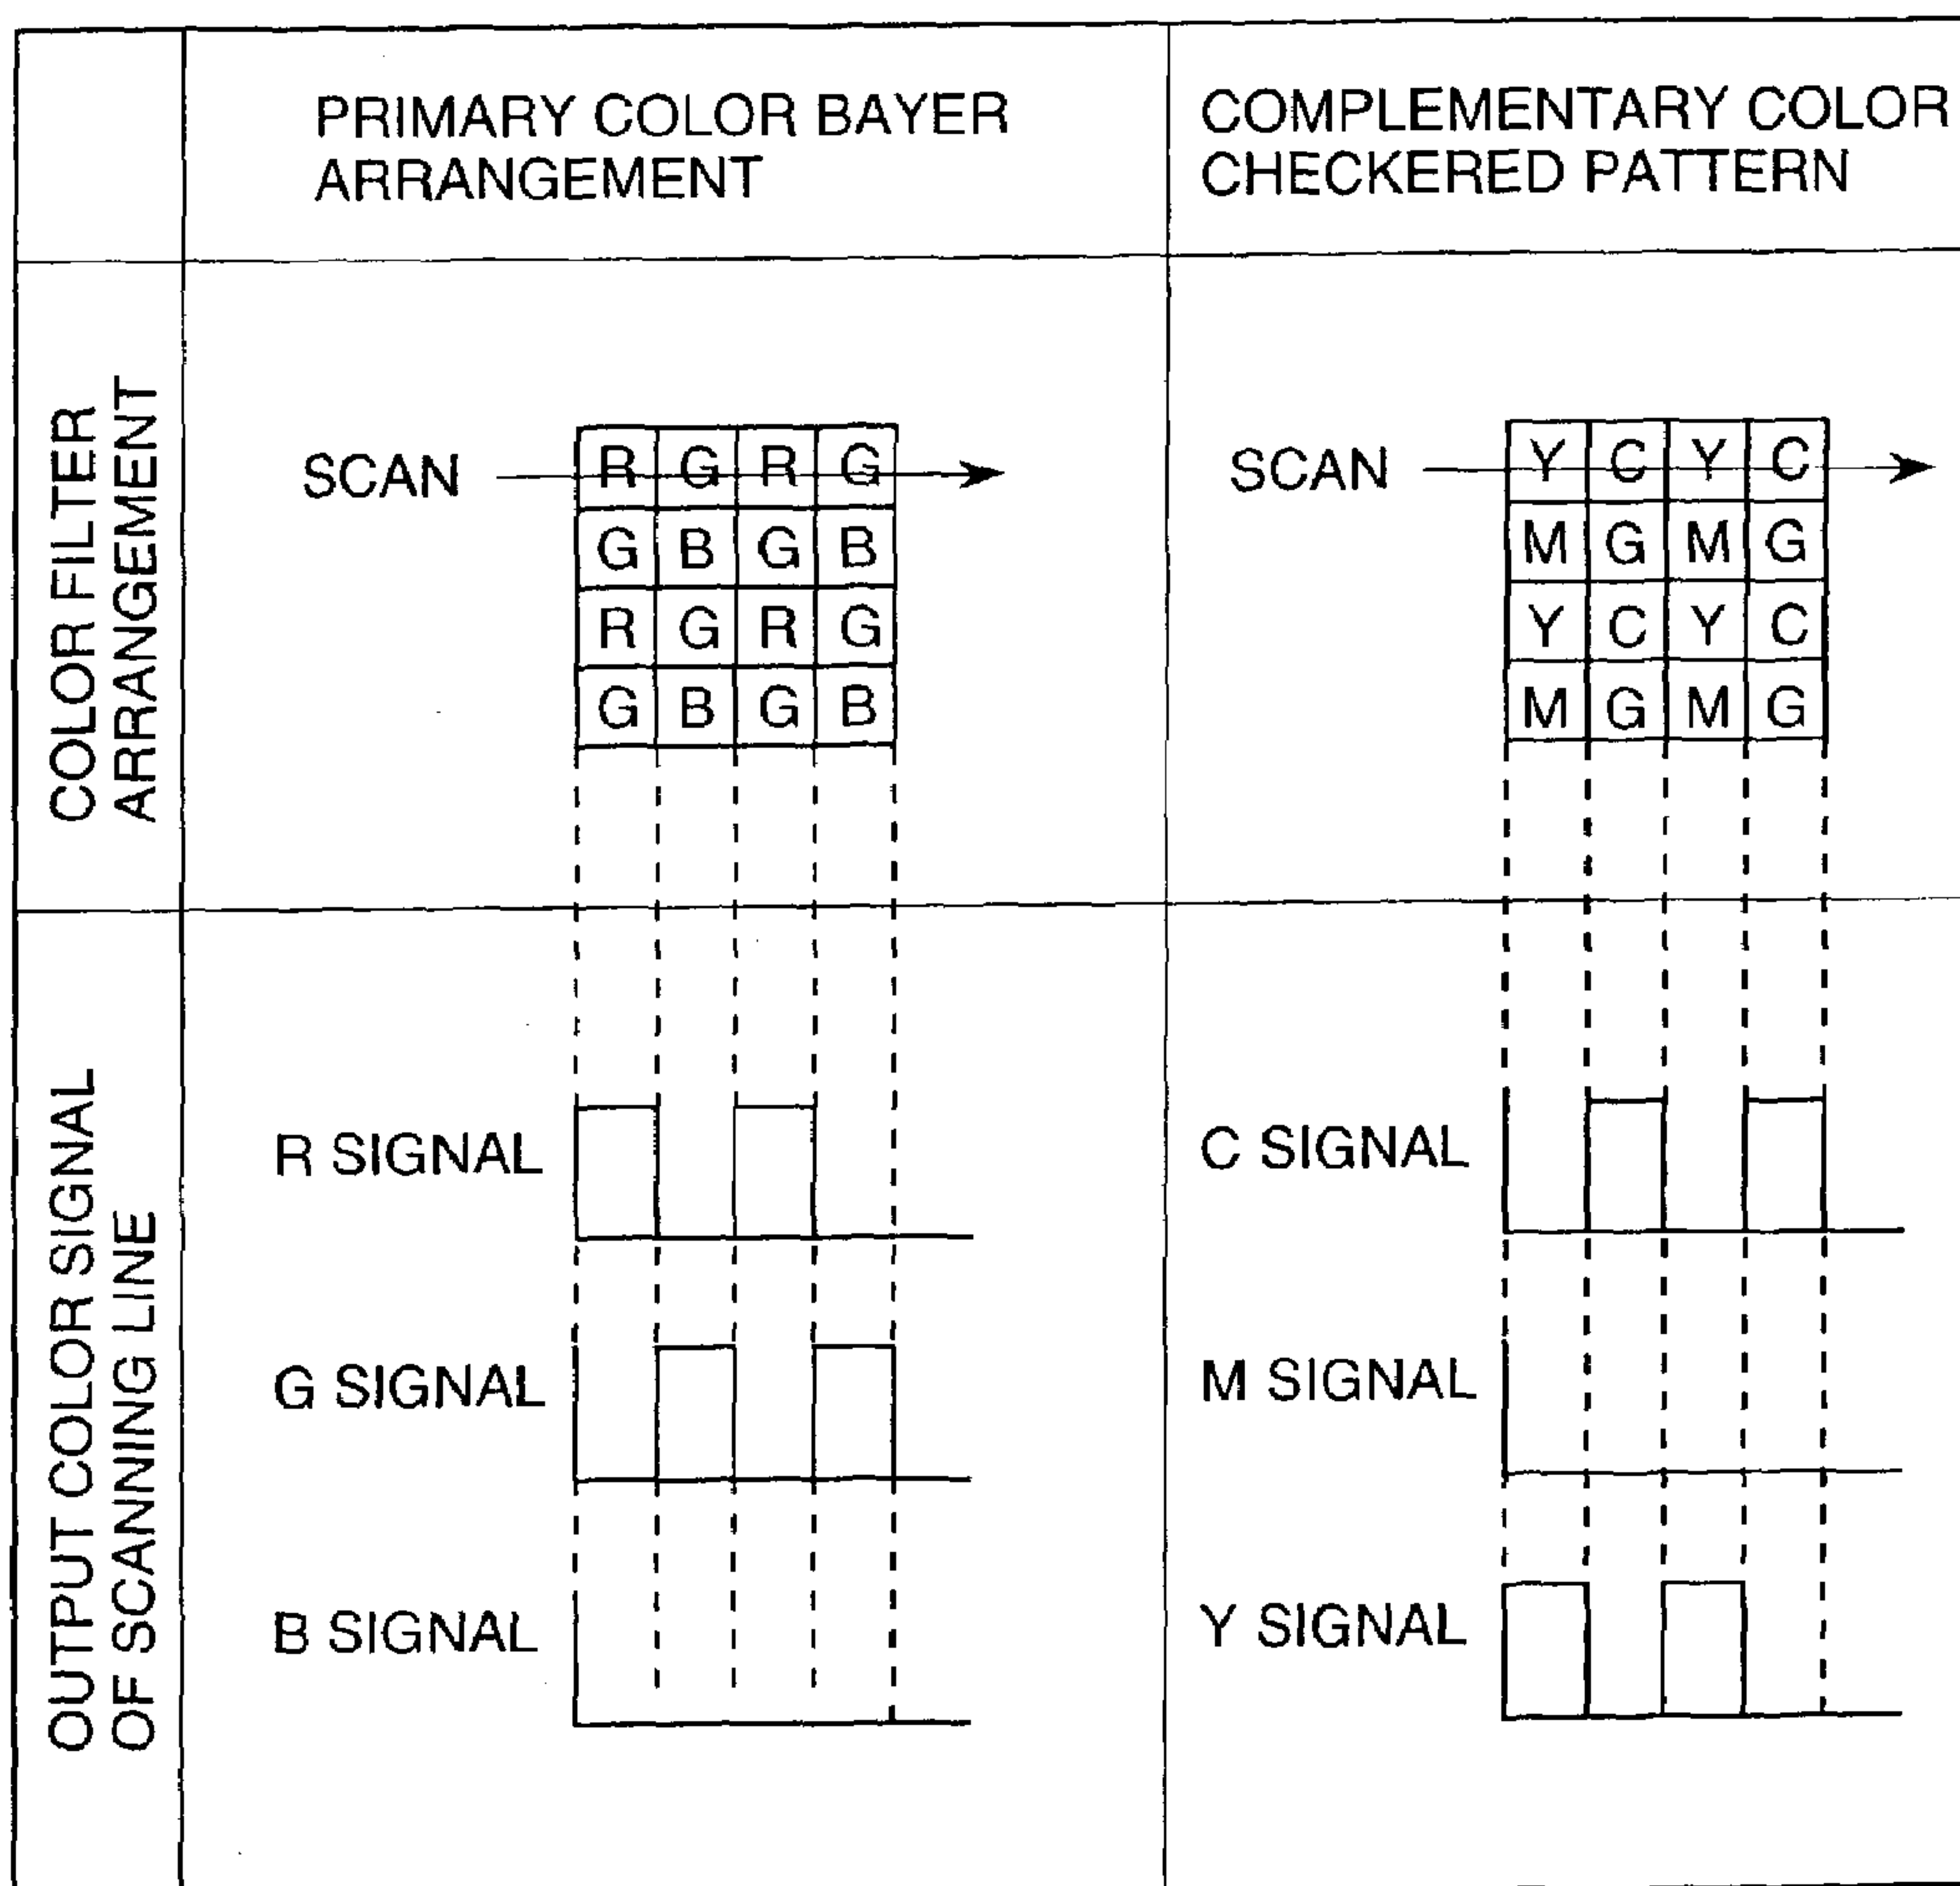 PRIMARY COLOR BAYER
ARRANGEMENT
COMPLEMENTARY COLOR
CHECKERED PATTERN
COLOR FILTER
ARRANGEMENT
SCAN
R G R G
G B G B
R G R G
G B G B
SCAN
Y C Y C
M G M G
Y C Y C
M G M G
OUTPUT COLOR SIGNAL
OF SCANNING LINE
R SIGNAL
G SIGNAL
B SIGNAL
C SIGNAL
M SIGNAL
Y SIGNAL